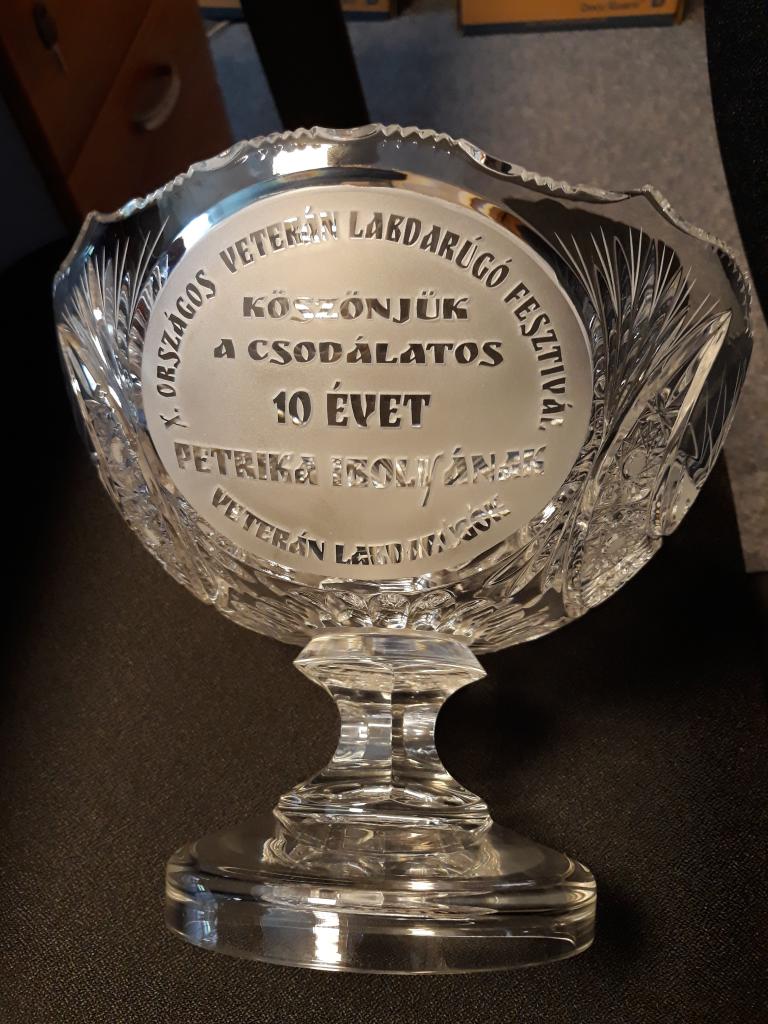 X. ORSZÁGOS VETERÁN LABDARÚGÓ FESZTIVÁL
KÖSZÖNJÜK
A CSODÁLATOS
10 ÉVET
PETRIKA IBOLYÁNAK
VETERÁN LABDARÚGÓK